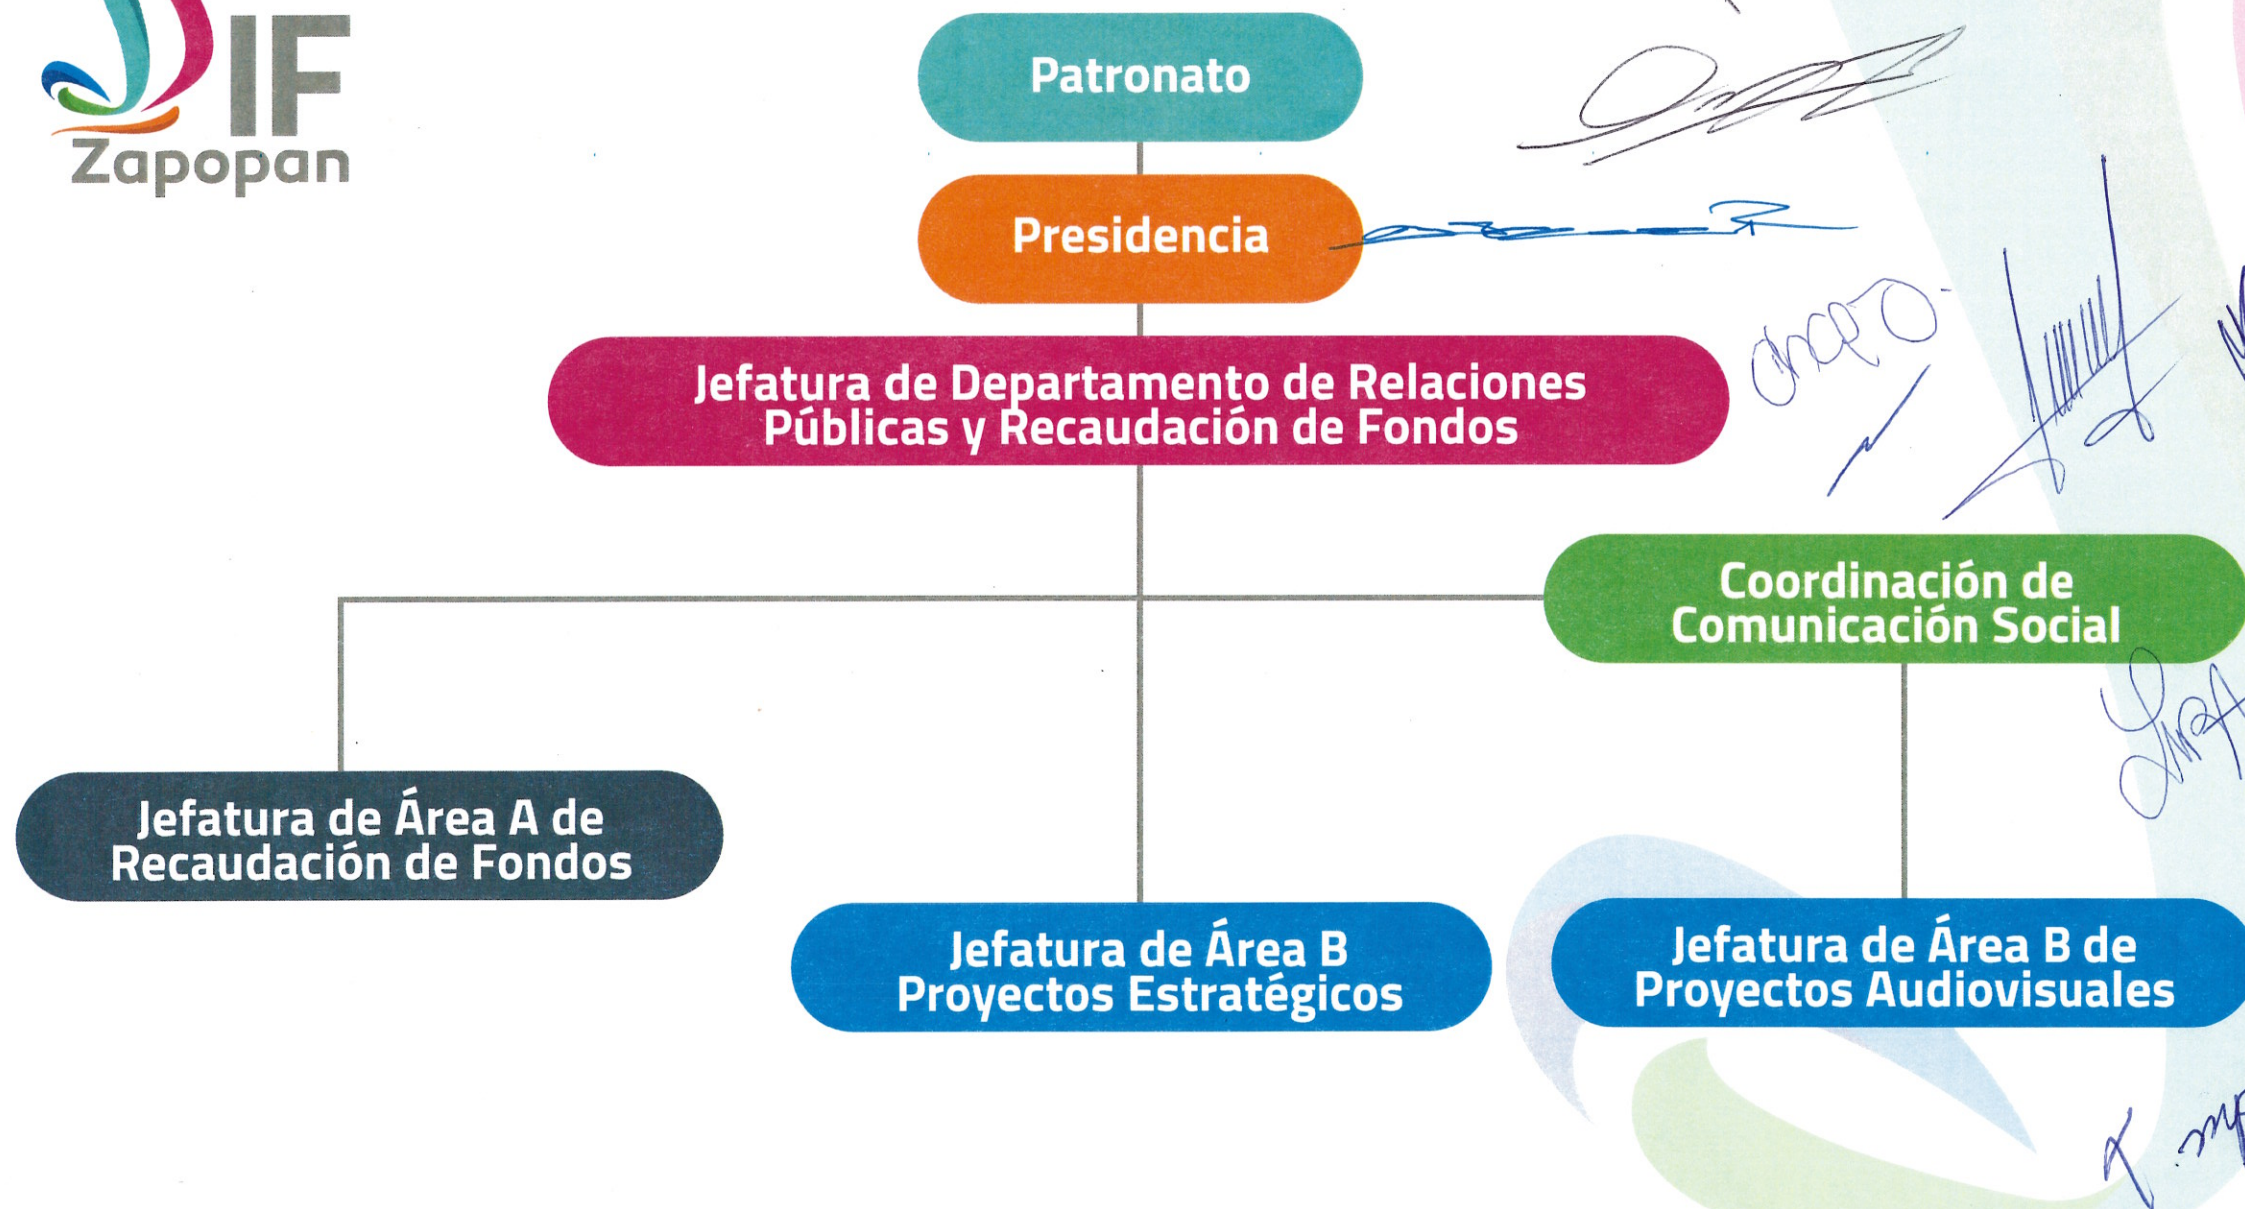 DIF
Zapopan
Patronato
Presidencia
Jefatura de Departamento de Relaciones
Públicas y Recaudación de Fondos
Coordinación de
Comunicación Social
Jefatura de Área A de
Recaudación de Fondos
Jefatura de Área B
Proyectos Estratégicos
Jefatura de Área B de
Proyectos Audiovisuales